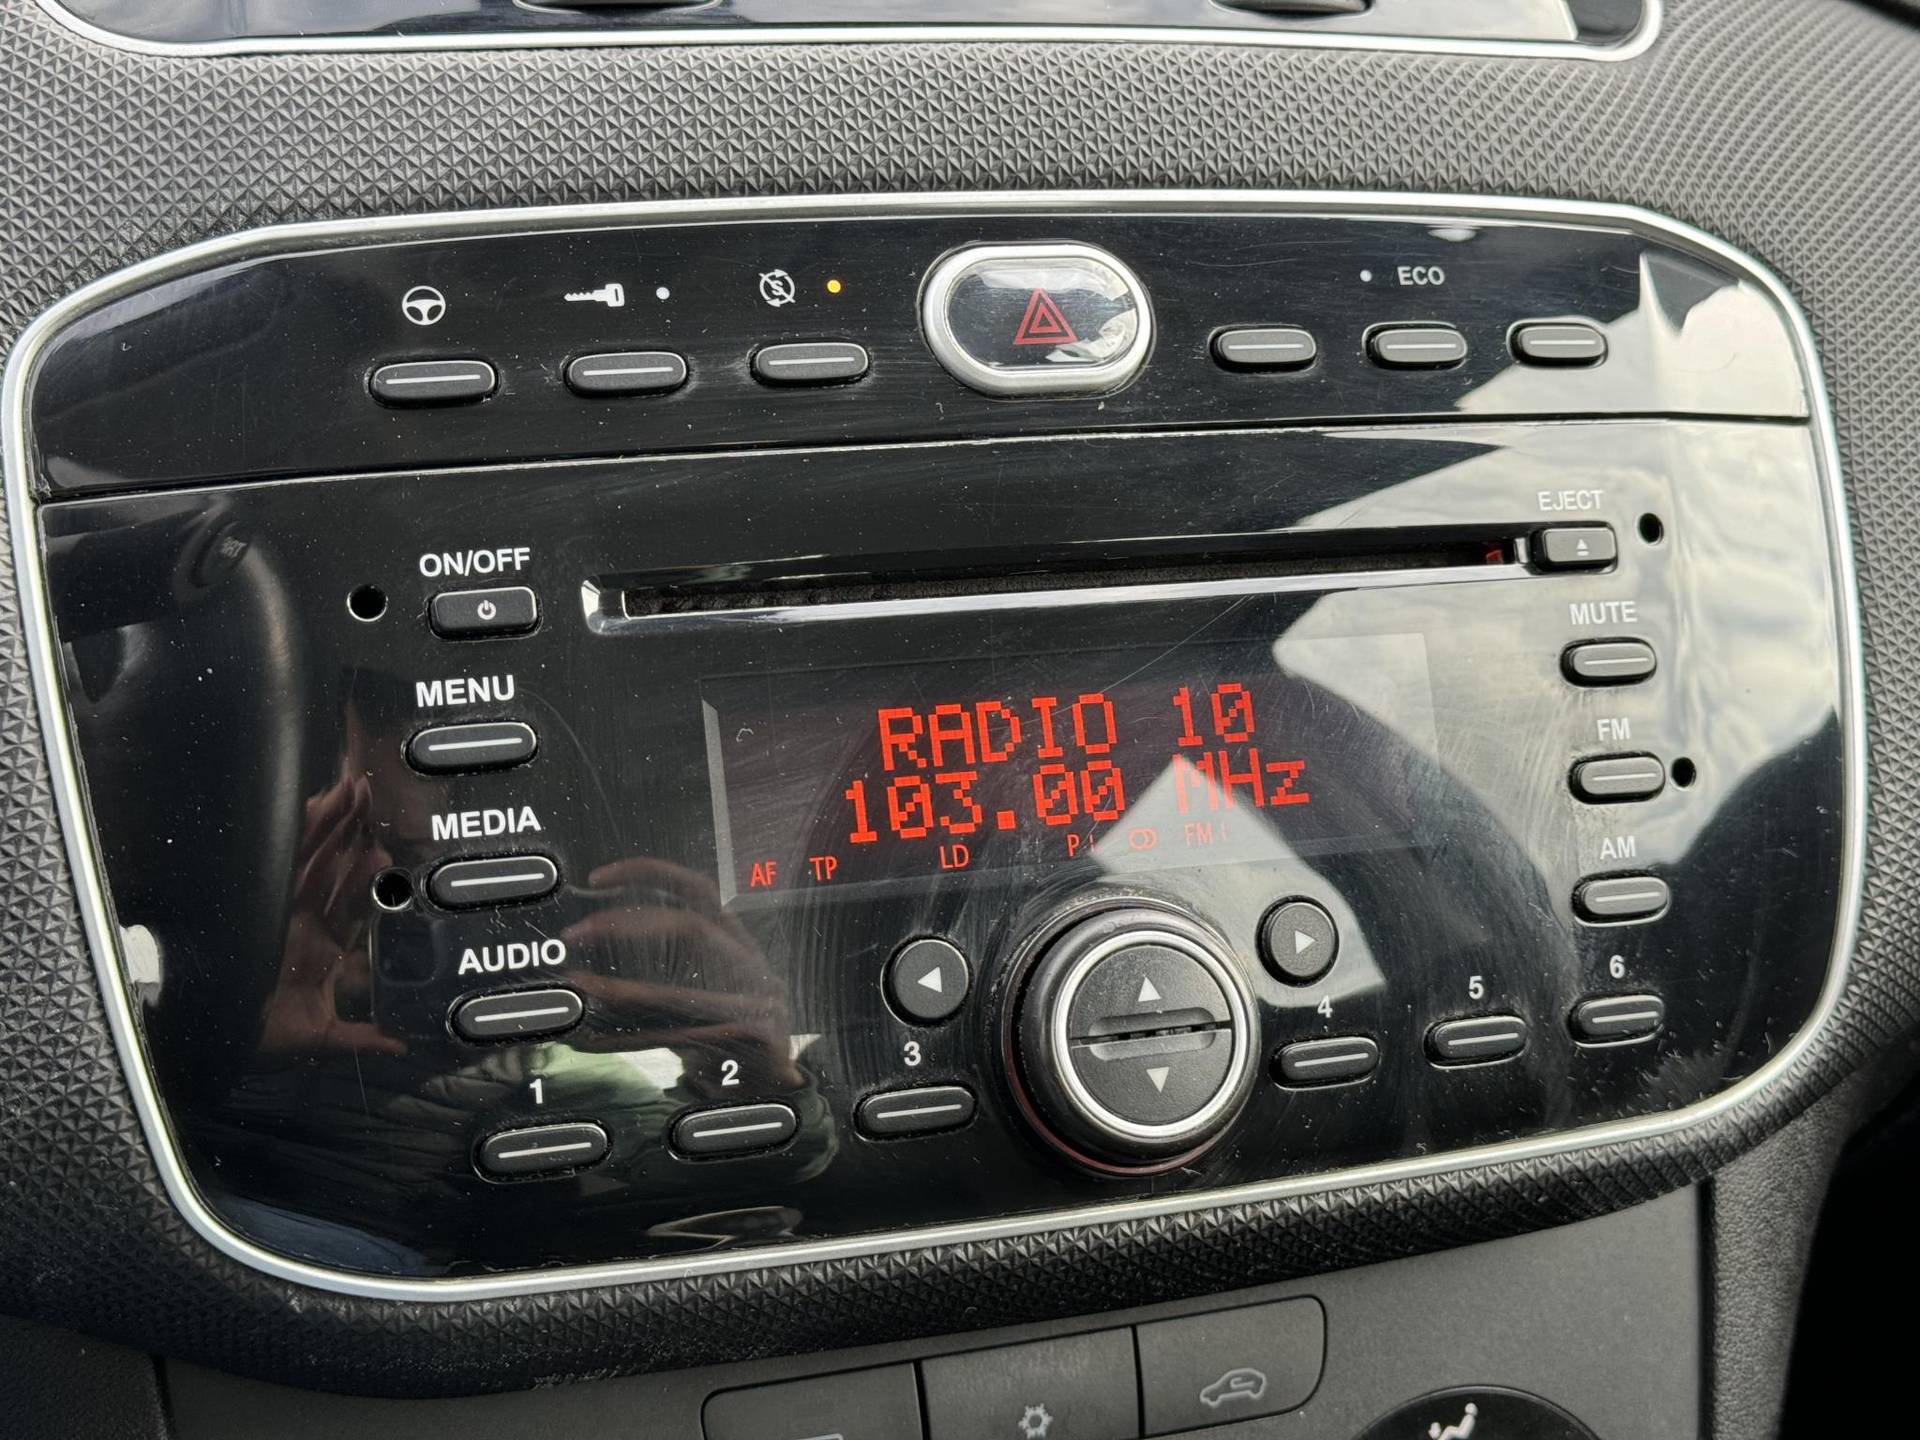 ECO
EJECT
ON/OFF
MUTE
MENU
RADIO 10
FM
103.00 MHz
MEDIA
AF TP LD P FM
AM
AUDIO
1
2
3
4
5
6